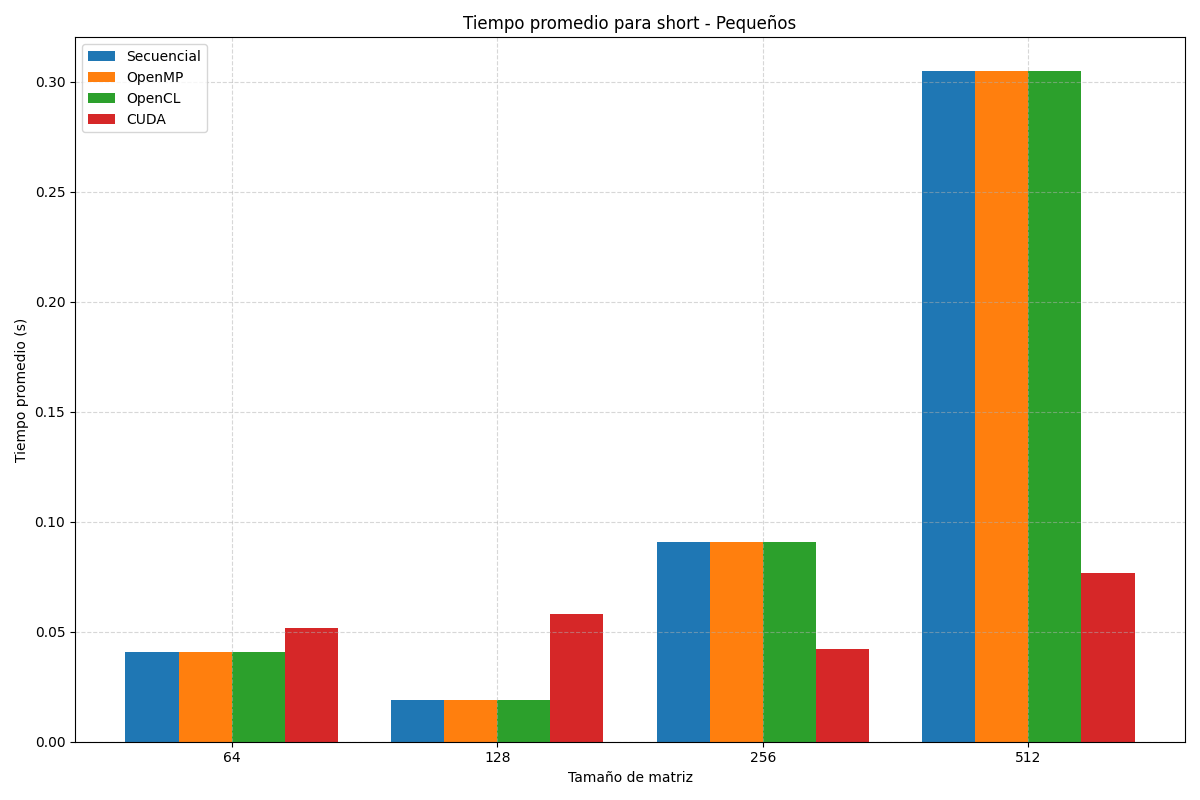 Tiempo promedio para short - Pequeños
Secuencial
OpenMP
OpenCL
CUDA
0.30
0.25
0.20
0.15
0.10
0.05
0.00
Tiempo promedio (s)
64 128 256 512
Tamaño de matriz